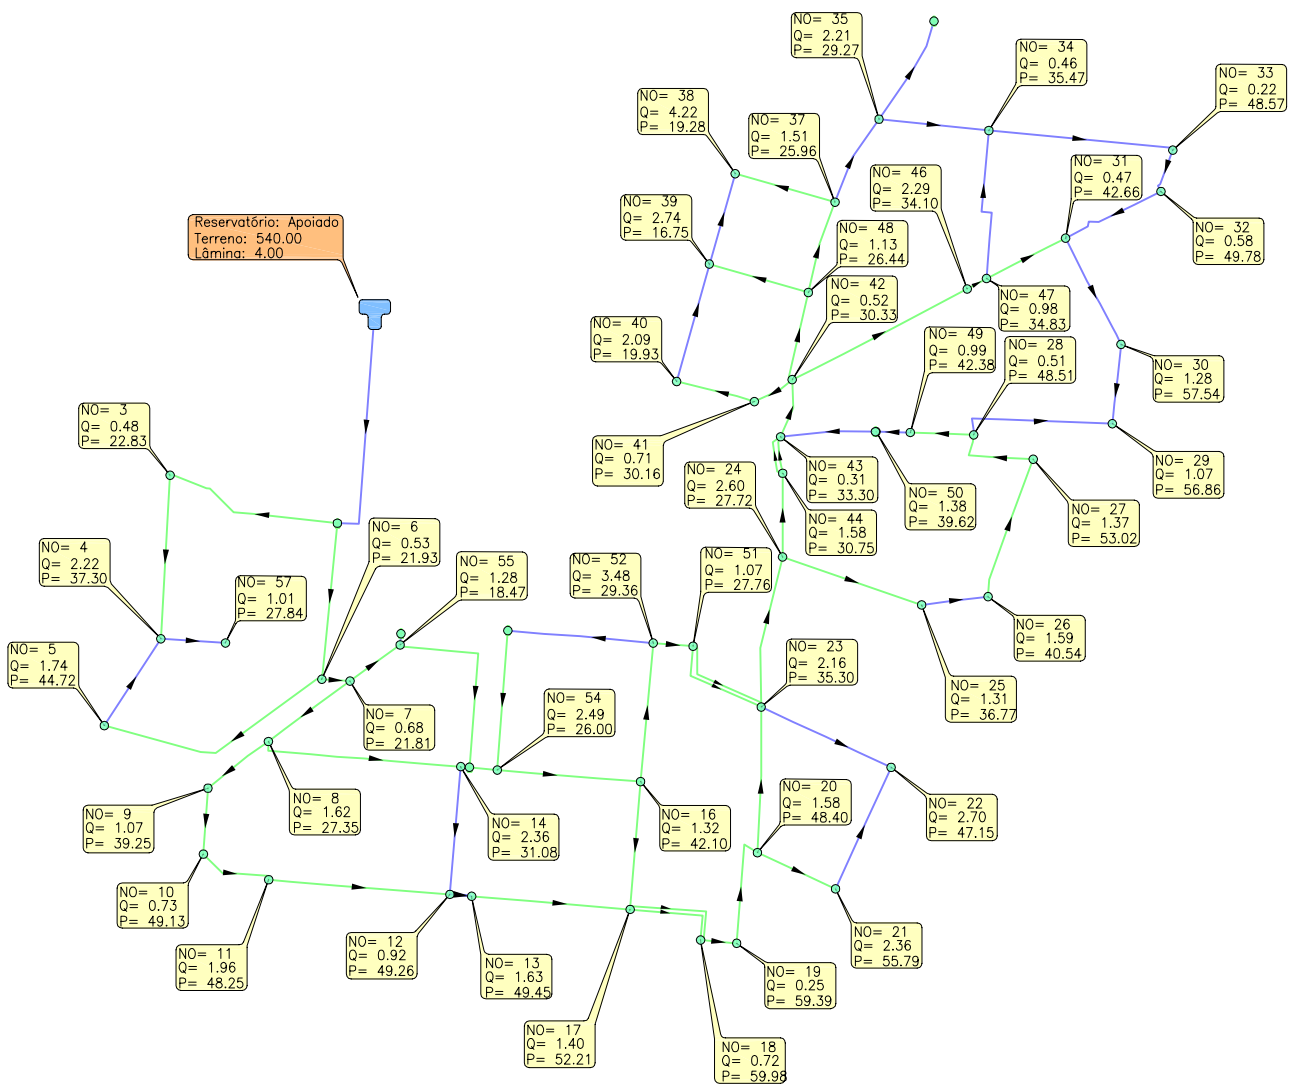 NO= 35
Q= 2.21
P= 29.27
NO= 34
Q= 0.46
P= 35.47
NO= 33
Q= 0.22
P= 48.57
NO= 38
Q= 4.22
P= 19.28
NO= 37
Q= 1.51
P= 25.96
NO= 31
Q= 0.47
P= 42.66
NO= 46
Q= 2.29
P= 34.10
NO= 39
Q= 2.74
P= 16.75
Reservatório: Apoiado
Terreno: 540.00
Lâmina: 4.00
NO= 48
Q= 1.13
P= 26.44
NO= 32
Q= 0.58
P= 49.78
NO= 42
Q= 0.52
P= 30.33
NO= 47
Q= 0.98
P= 34.83
NO= 40
Q= 2.09
P= 19.93
NO= 49
Q= 0.99
P= 42.38
NO= 28
Q= 0.51
P= 48.51
NO= 30
Q= 1.28
P= 57.54
NO= 3
Q= 0.48
P= 22.83
NO= 41
Q= 0.71
P= 30.16
NO= 24
Q= 2.60
P= 27.72
NO= 43
Q= 0.31
P= 33.30
NO= 29
Q= 1.07
P= 56.86
NO= 50
Q= 1.38
P= 39.62
NO= 27
Q= 1.37
P= 53.02
NO= 44
Q= 1.58
P= 30.75
NO= 6
Q= 0.53
P= 21.93
NO= 4
Q= 2.22
P= 37.30
NO= 55
Q= 1.28
P= 18.47
NO= 52
Q= 3.48
P= 29.36
NO= 51
Q= 1.07
P= 27.76
NO= 57
Q= 1.01
P= 27.84
NO= 26
Q= 1.59
P= 40.54
NO= 5
Q= 1.74
P= 44.72
NO= 23
Q= 2.16
P= 35.30
NO= 25
Q= 1.31
P= 36.77
NO= 54
Q= 2.49
P= 26.00
NO= 7
Q= 0.68
P= 21.81
NO= 20
Q= 1.58
P= 48.40
NO= 8
Q= 1.62
P= 27.35
NO= 22
Q= 2.70
P= 47.15
NO= 9
Q= 1.07
P= 39.25
NO= 16
Q= 1.32
P= 42.10
NO= 14
Q= 2.36
P= 31.08
NO= 10
Q= 0.73
P= 49.13
NO= 21
Q= 2.36
P= 55.79
NO= 12
Q= 0.92
P= 49.26
NO= 11
Q= 1.96
P= 48.25
NO= 13
Q= 1.63
P= 49.45
NO= 19
Q= 0.25
P= 59.39
NO= 17
Q= 1.40
P= 52.21
NO= 18
Q= 0.72
P= 59.98